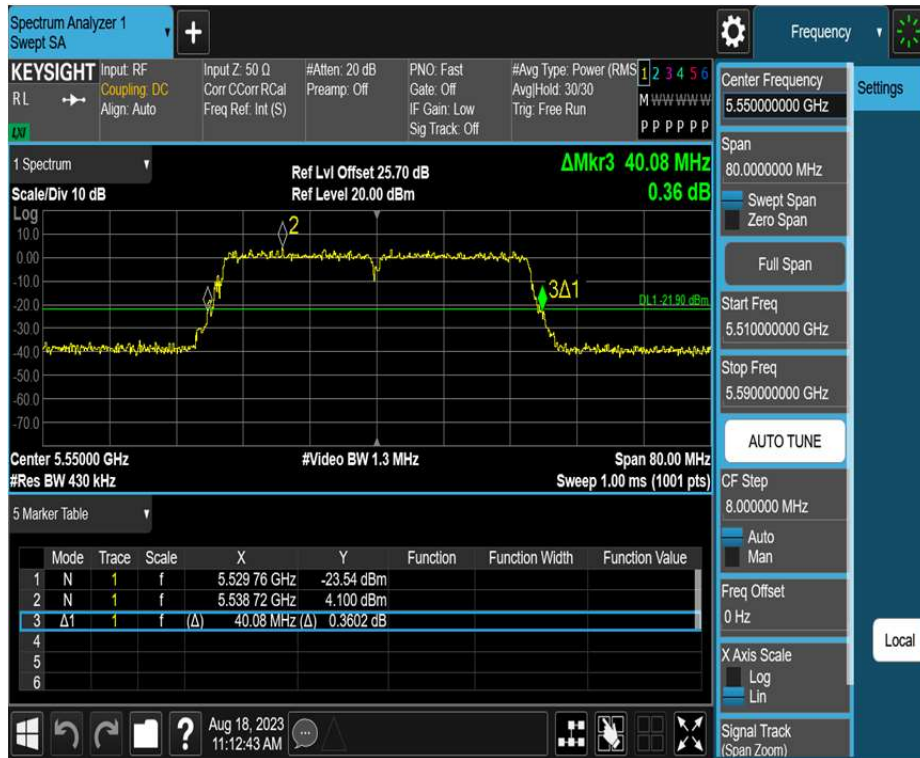 Spectrum Analyzer 1
Swept SA
+
Frequency
KEYSIGHT
RL
LXI
Input: RF
Coupling: DC
Align: Auto
Input Z: 50 Ω
Corr CCorr RCal
Freq Ref: Int (S)
#Atten: 20 dB
Preamp: Off
PNO: Fast
Gate: Off
IF Gain: Low
Sig Track: Off
#Avg Type: Power (RMS
Avg|Hold: 30/30
Trig: Free Run
1 2 3 4 5 6
M W W W W W
P P P P P P
Center Frequency
5.550000000 GHz
Settings
1 Spectrum
Scale/Div 10 dB
Ref Lvl Offset 25.70 dB
Ref Level 20.00 dBm
ΔMkr3 40.08 MHz
0.36 dB
Span
80.0000000 MHz
Swept Span
Zero Span
Full Span
Log
10.0
0.00
-10.0
-20.0
-30.0
-40.0
-50.0
-60.0
-70.0
2
3Δ1
DL1 -21.90 dBm
Start Freq
5.510000000 GHz
Stop Freq
5.590000000 GHz
AUTO TUNE
Center 5.55000 GHz
#Res BW 430 kHz
#Video BW 1.3 MHz
Span 80.00 MHz
Sweep 1.00 ms (1001 pts)
CF Step
8.000000 MHz
Auto
Man
5 Marker Table
Mode Trace Scale X Y Function Function Width Function Value
1 N 1 f 5.529 76 GHz -23.54 dBm
2 N 1 f 5.538 72 GHz 4.100 dBm
3 Δ1 1 f (Δ) 40.08 MHz (Δ) 0.3602 dB
4
5
6
Freq Offset
0 Hz
X Axis Scale
Log
Lin
Local
Signal Track
(Span Zoom)
?
Aug 18, 2023
11:12:43 AM